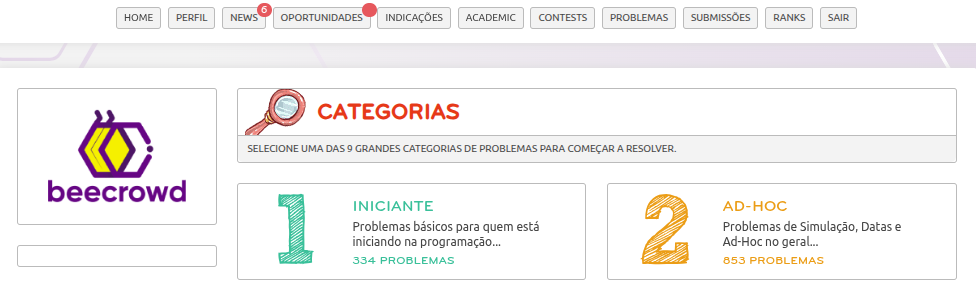 HOME PERFIL NEWS 6 OPORTUNIDADES INDICAÇÕES ACADEMIC CONTESTS PROBLEMAS SUBMISSÕES RANKS SAIR
beecrowd
CATEGORIAS
SELECIONE UMA DAS 9 GRANDES CATEGORIAS DE PROBLEMAS PARA COMEÇAR A RESOLVER.
1
INICIANTE
Problemas básicos para quem está
iniciando na programação...
334 PROBLEMAS
2
AD-HOC
Problemas de Simulação, Datas e
Ad-Hoc no geral...
853 PROBLEMAS